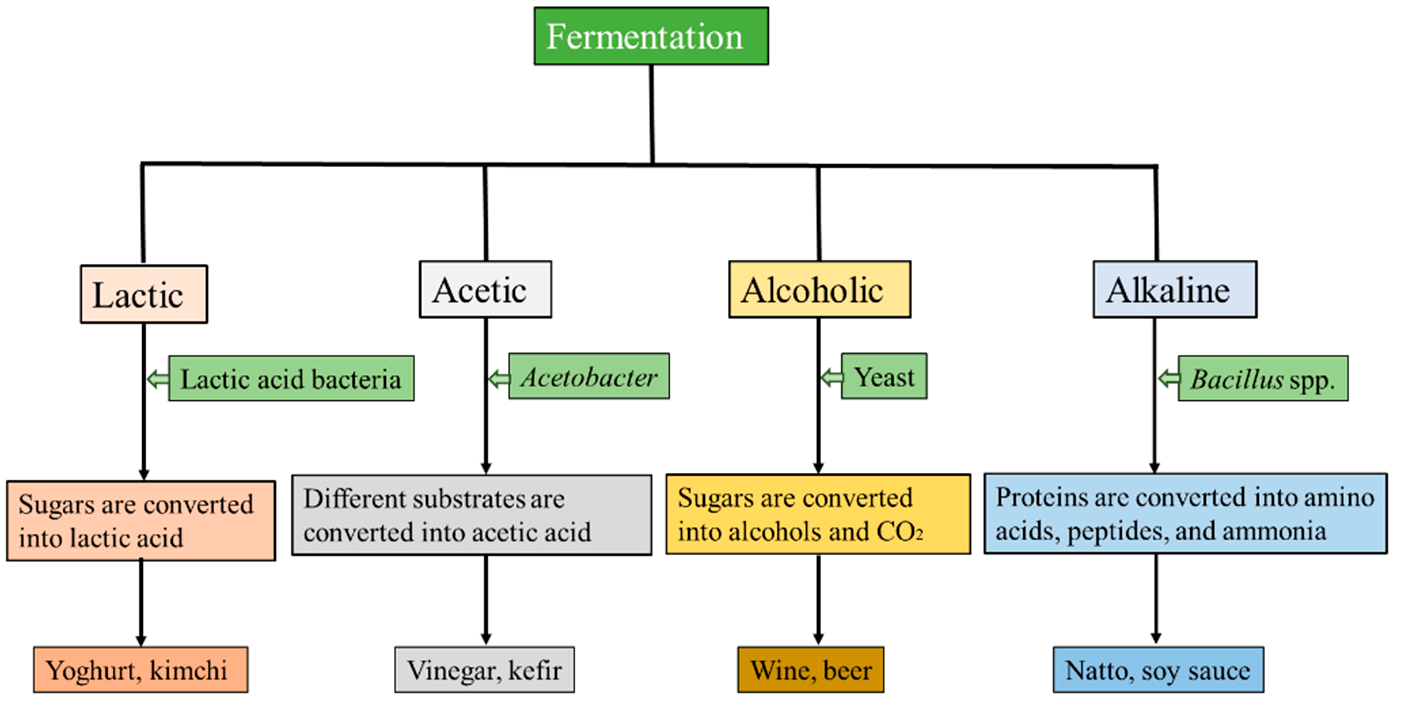 Fermentation
Lactic
Acetic
Alcoholic
Alkaline
Lactic acid bacteria
Acetobacter
Yeast
Bacillus spp.
Sugars are converted
into lactic acid
Different substrates are
converted into acetic acid
Sugars are converted
into alcohols and CO₂
Proteins are converted into amino
acids, peptides, and ammonia
Yoghurt, kimchi
Vinegar, kefir
Wine, beer
Natto, soy sauce